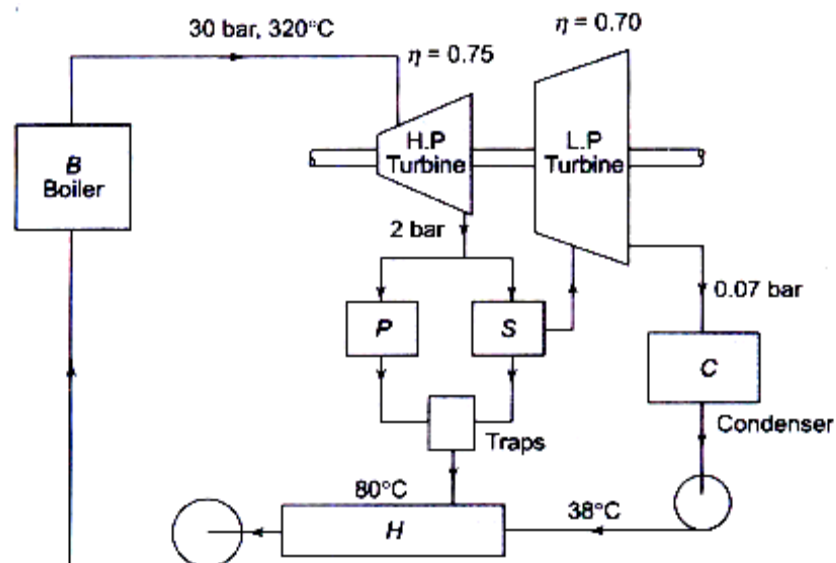 30 bar, 320°C
η = 0.75
η = 0.70
B
Boiler
H.P
Turbine
L.P
Turbine
2 bar
P
S
0.07 bar
C
Condenser
Traps
80°C
H
38°C